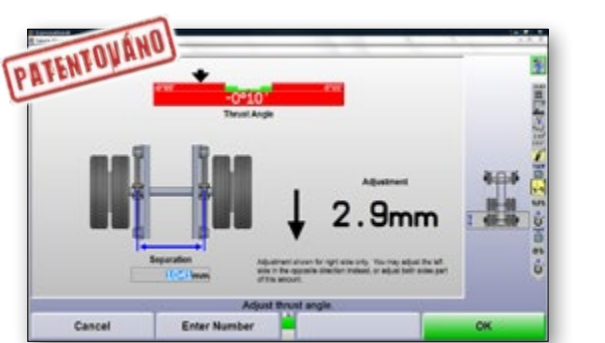 PATENTOVÁNO
-0°10'
Thrust Angle
Adjustment
2.9mm
Separation
1041mm
Adjustment shown for right side only. You may adjust the left
side in the opposite direction instead, or adjust both sides part
of this amount.
Adjust thrust angle.
Cancel
Enter Number
OK